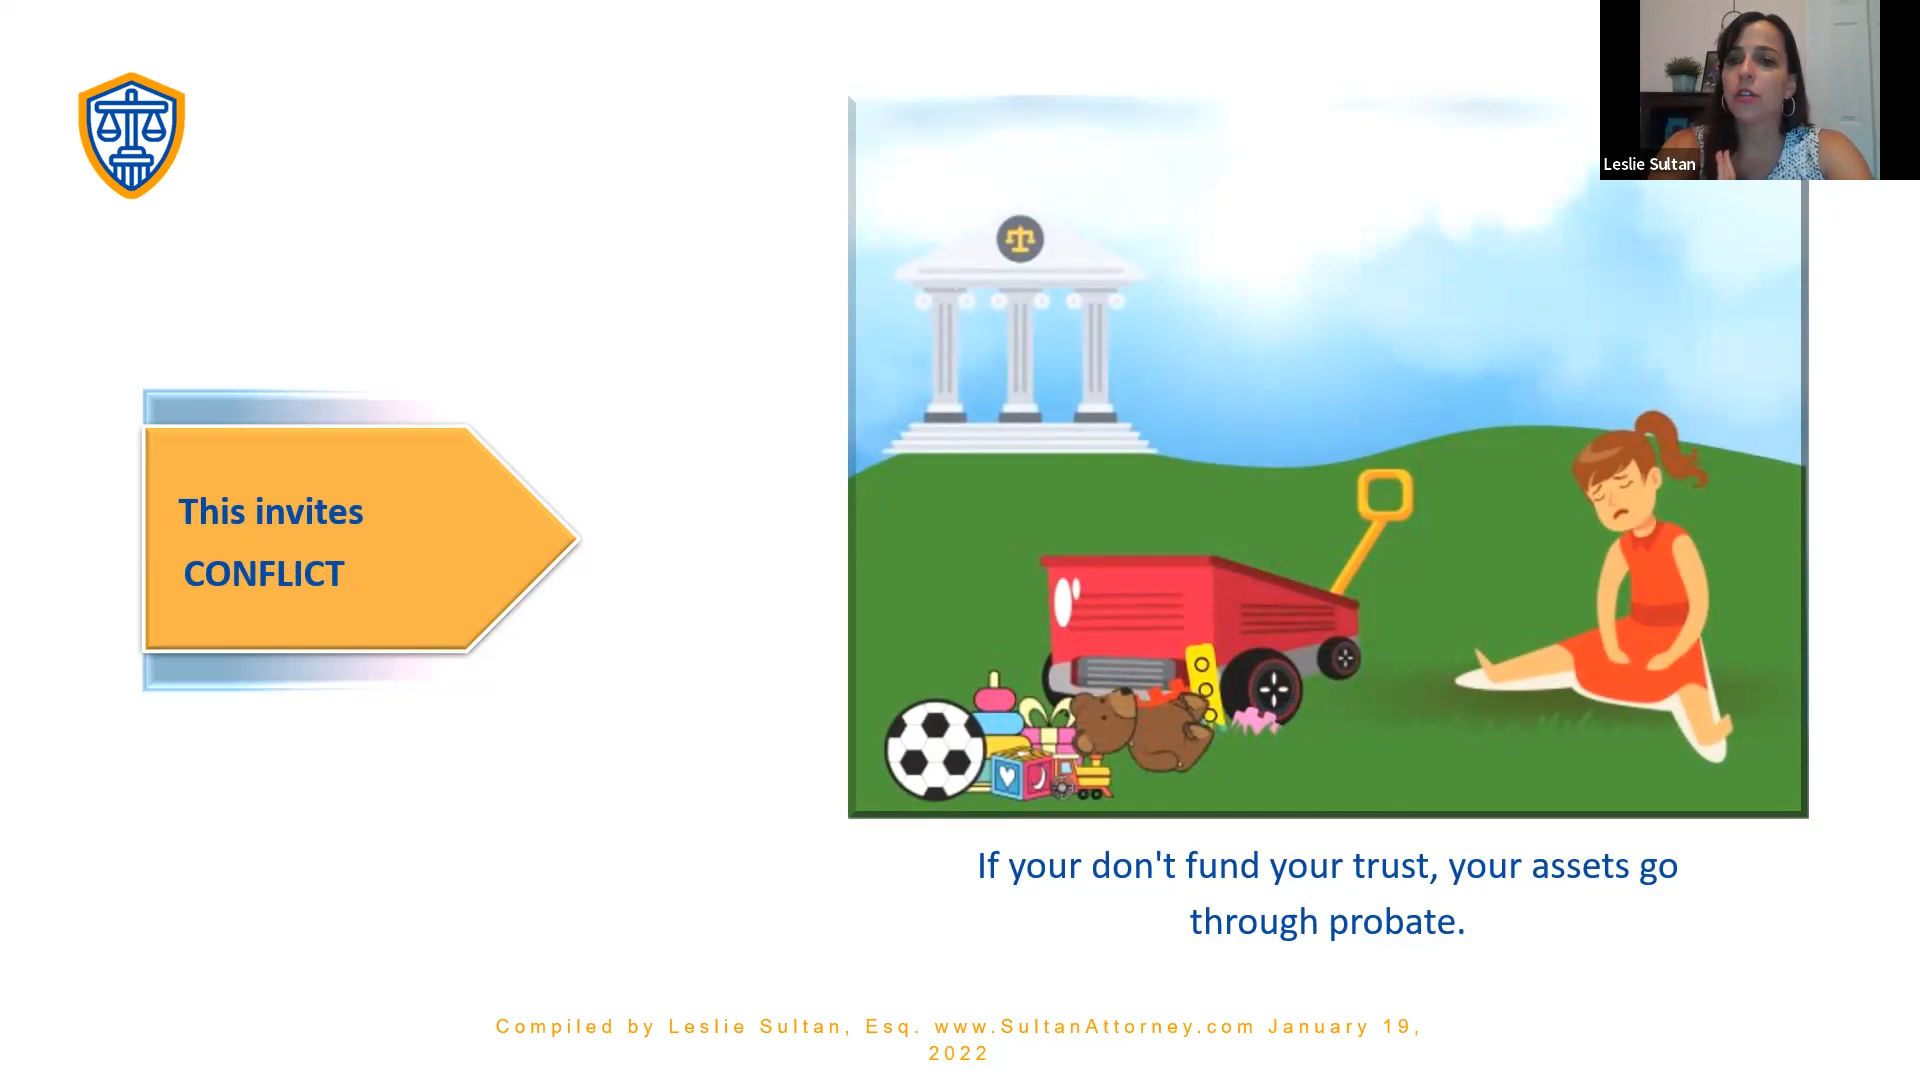 Leslie Sultan
This invites
CONFLICT
If your don't fund your trust, your assets go
through probate.
Compiled by Leslie Sultan, Esq. www.SultanAttorney.com January 19,
2022